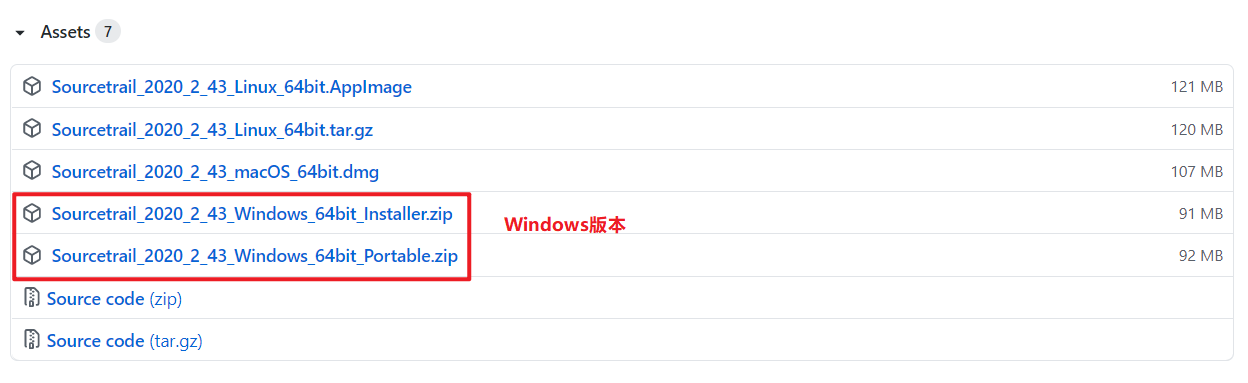 Assets 7
Sourcetrail_2020_2_43_Linux_64bit.AppImage 121 MB
Sourcetrail_2020_2_43_Linux_64bit.tar.gz 120 MB
Sourcetrail_2020_2_43_macOS_64bit.dmg 107 MB
Sourcetrail_2020_2_43_Windows_64bit_Installer.zip Windows版本 91 MB
Sourcetrail_2020_2_43_Windows_64bit_Portable.zip 92 MB
Source code (zip)
Source code (tar.gz)